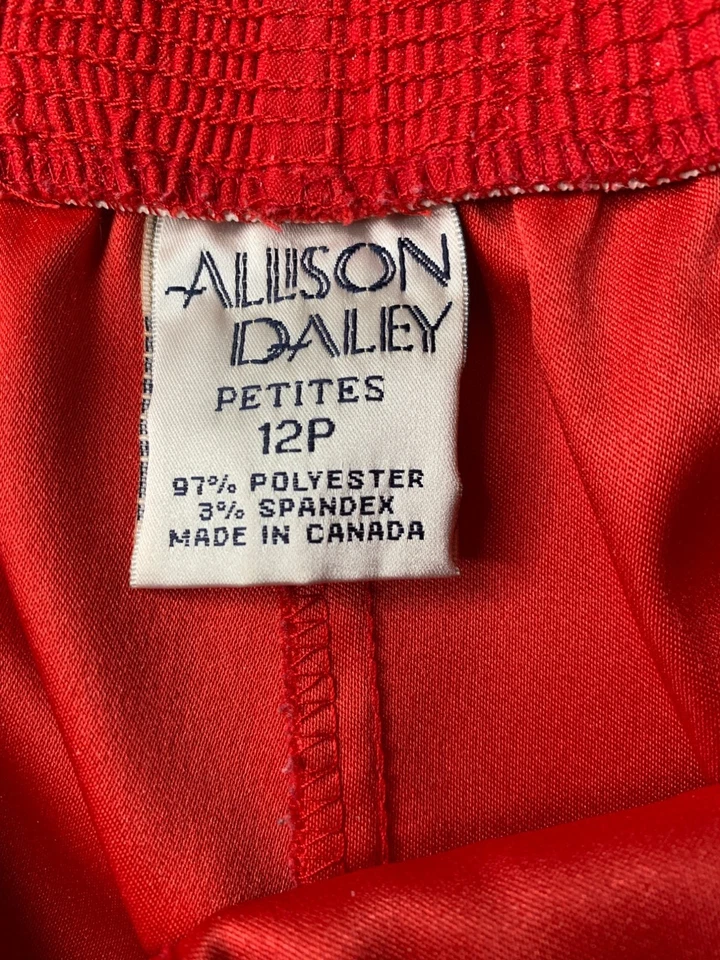 ALLISON
DALEY
PETITES
12P
97% POLYESTER
3% SPANDEX
MADE IN CANADA